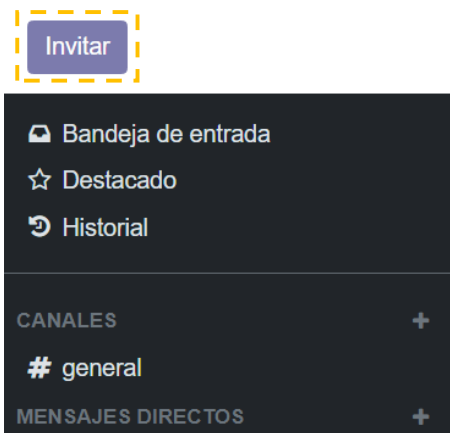 Invitar
Bandeja de entrada
Destacado
Historial
CANALES +
# general
MENSAJES DIRECTOS +